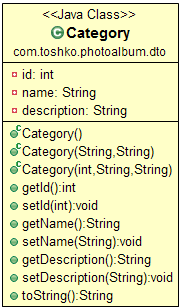 <<Java Class>>
Category
com.toshko.photoalbum.dto
id: int
name: String
description: String
Category()
Category(String,String)
Category(int,String,String)
getId():int
setId(int):void
getName():String
setName(String):void
getDescription():String
setDescription(String):void
toString():String